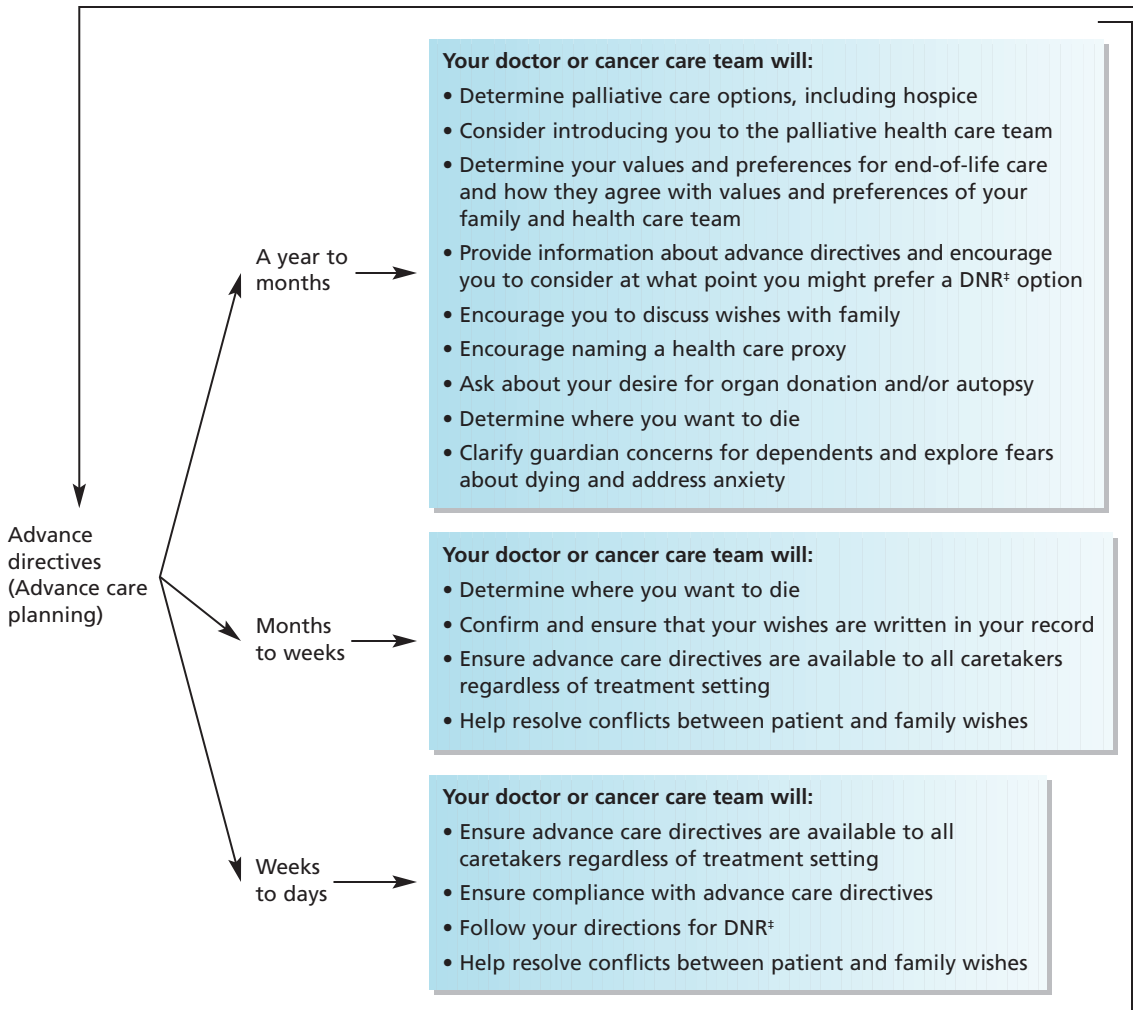 Your doctor or cancer care team will:
• Determine palliative care options, including hospice
• Consider introducing you to the palliative health care team
• Determine your values and preferences for end-of-life care
and how they agree with values and preferences of your
family and health care team
• Provide information about advance directives and encourage
you to consider at what point you might prefer a DNR‡ option
• Encourage you to discuss wishes with family
• Encourage naming a health care proxy
• Ask about your desire for organ donation and/or autopsy
• Determine where you want to die
• Clarify guardian concerns for dependents and explore fears
about dying and address anxiety
A year to
months
Advance
directives
(Advance care
planning)
Your doctor or cancer care team will:
• Determine where you want to die
• Confirm and ensure that your wishes are written in your record
• Ensure advance care directives are available to all caretakers
regardless of treatment setting
• Help resolve conflicts between patient and family wishes
Months
to weeks
Your doctor or cancer care team will:
• Ensure advance care directives are available to all
caretakers regardless of treatment setting
• Ensure compliance with advance care directives
• Follow your directions for DNR‡
• Help resolve conflicts between patient and family wishes
Weeks
to days